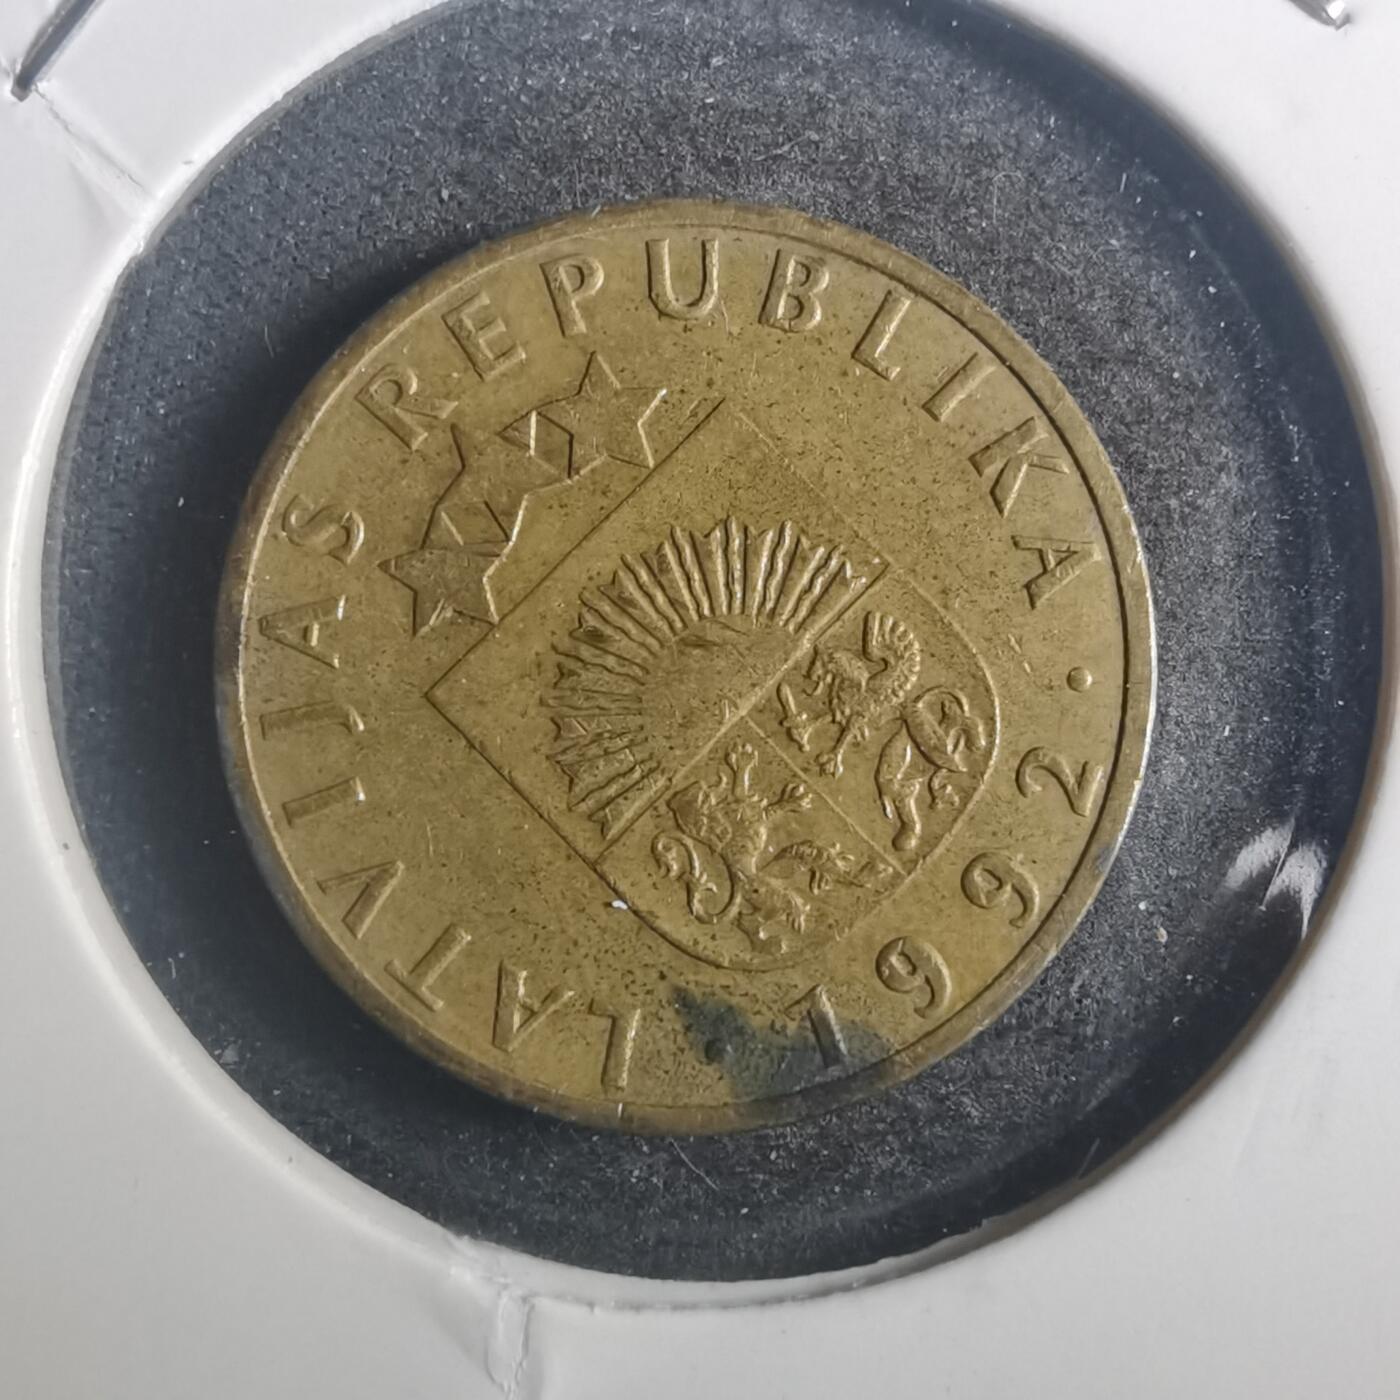 LATVIJAS REPUBLIKA · 1992